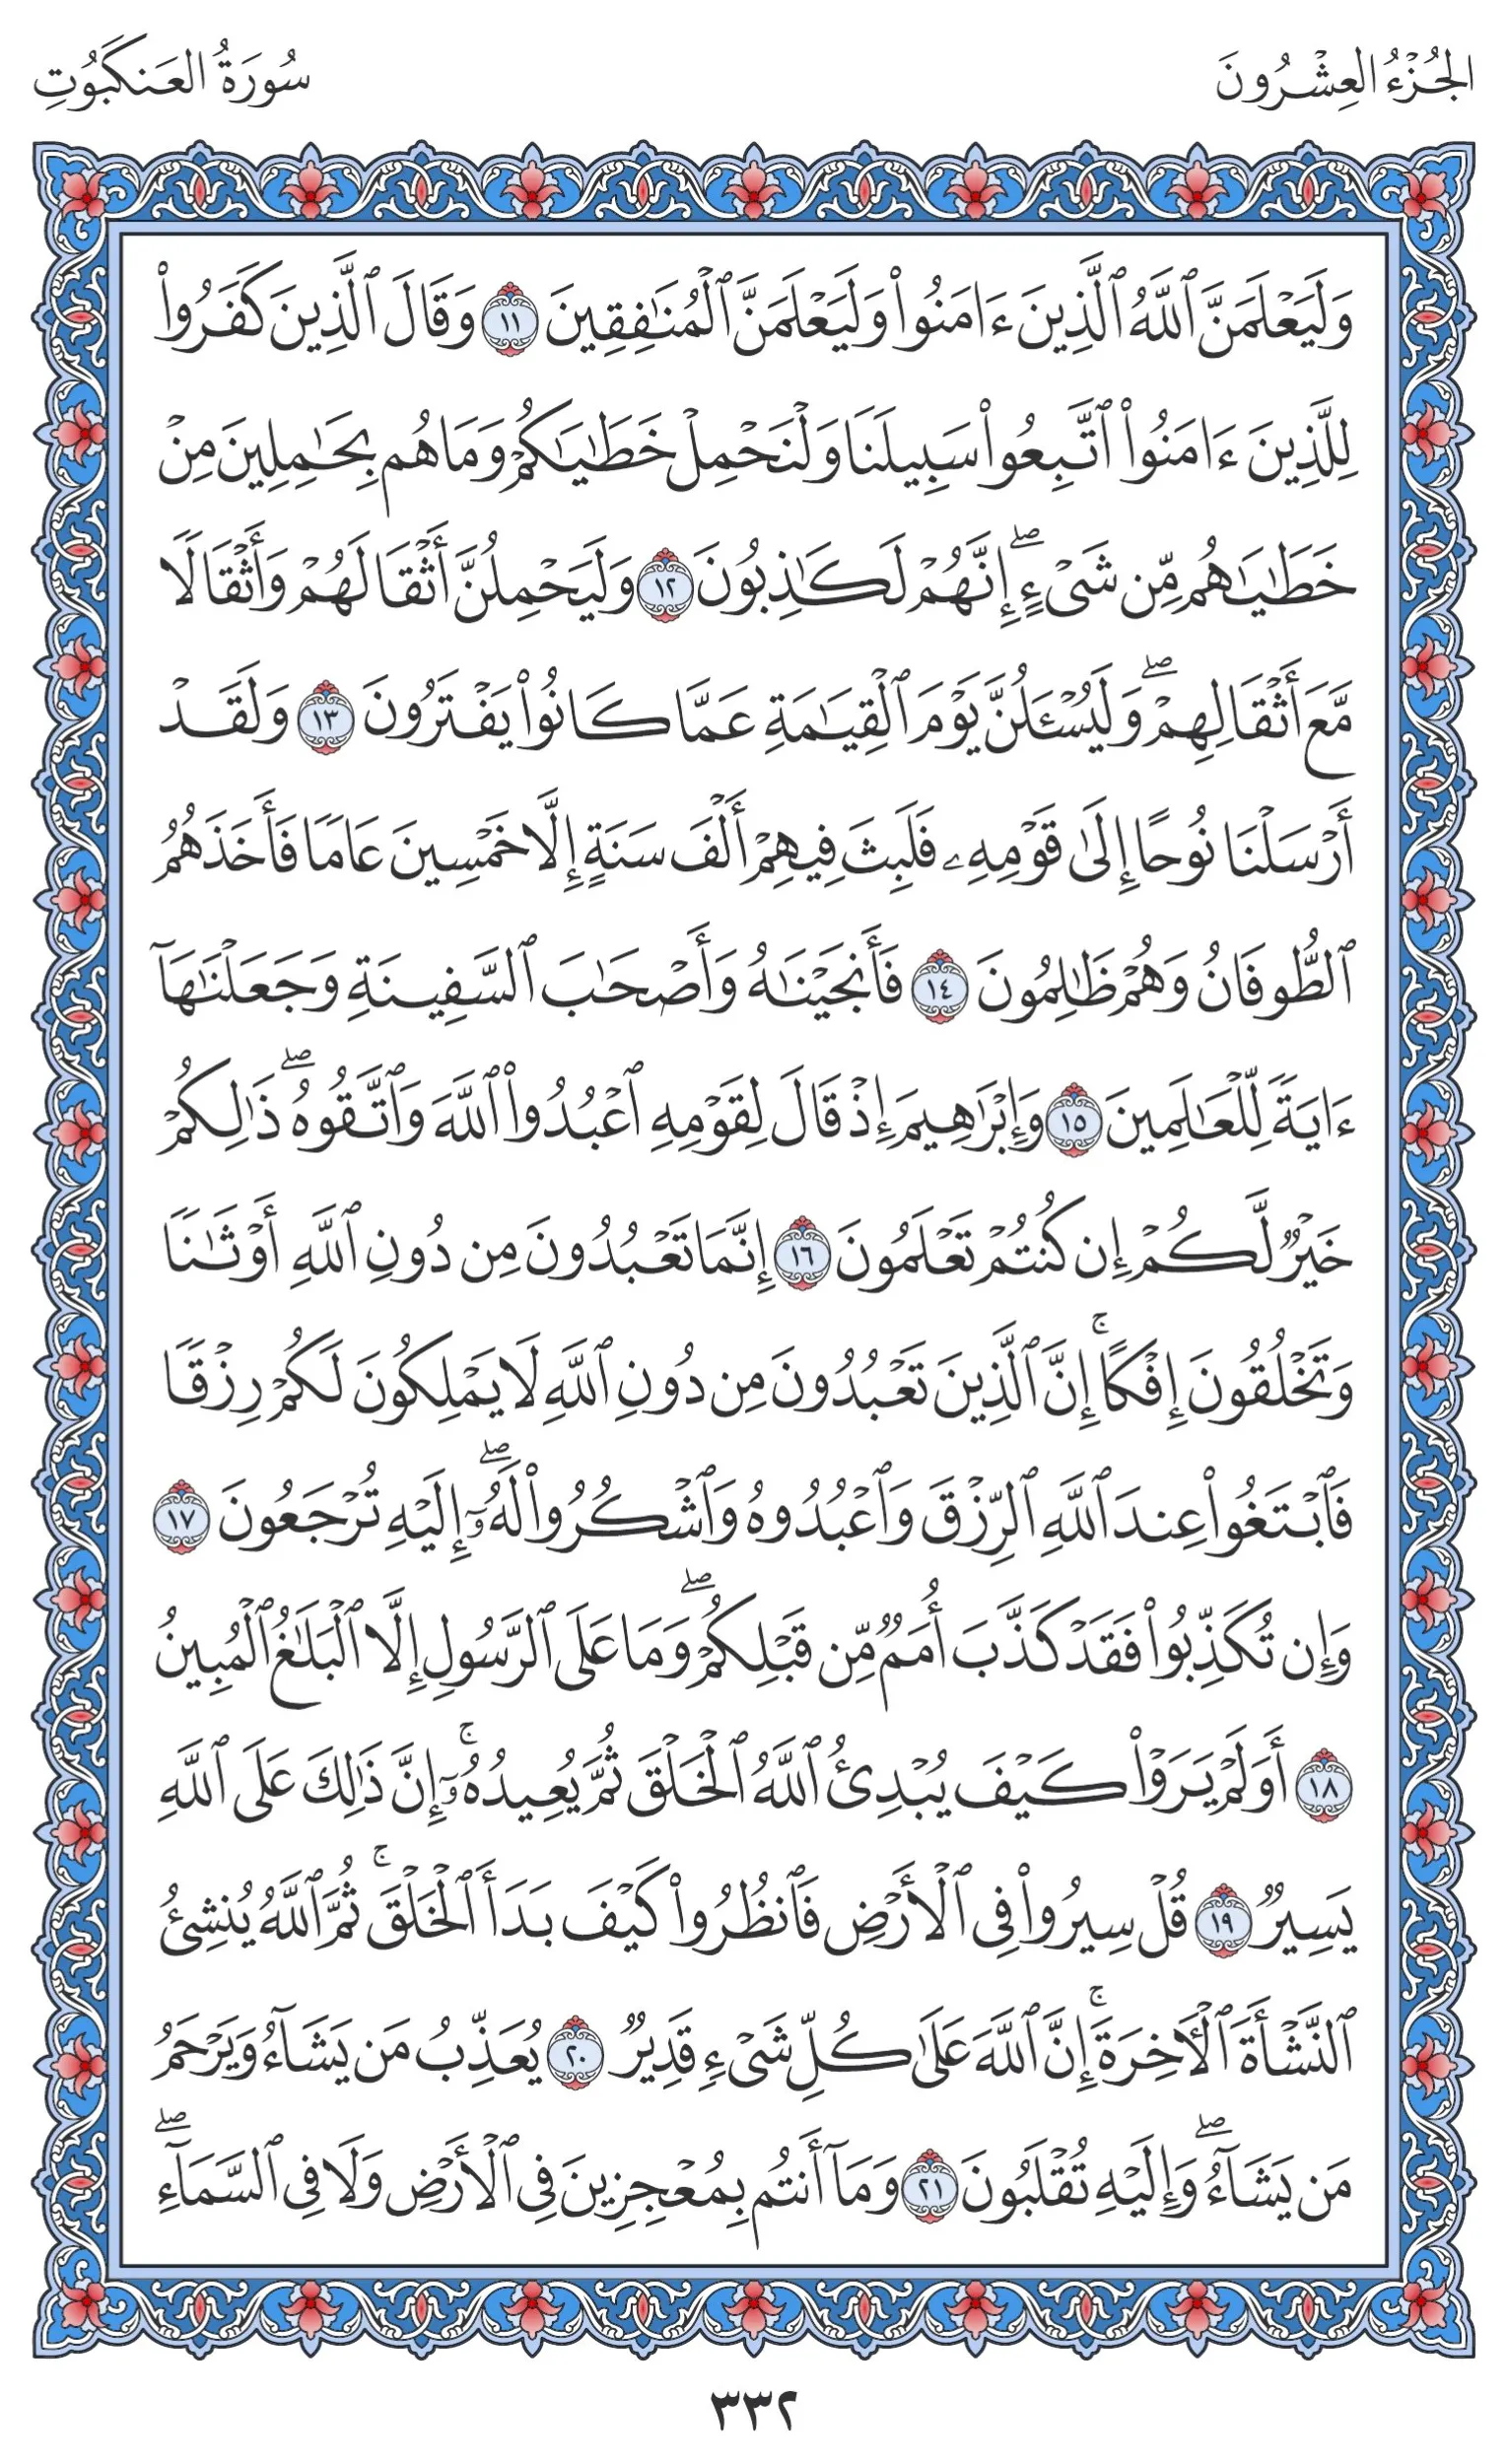 الجُزْءُ العِشْرُونَ
سُورَةُ العَنكَبُوتِ
وَلَيَعْلَمَنَّ ٱللَّهُ ٱلَّذِينَ ءَامَنُواْ وَلَيَعْلَمَنَّ ٱلْمُنَٰفِقِينَ ١١ وَقَالَ ٱلَّذِينَ كَفَرُواْ
لِلَّذِينَ ءَامَنُواْ ٱتَّبِعُواْ سَبِيلَنَا وَلْنَحْمِلْ خَطَٰيَٰكُمْ وَمَا هُم بِحَٰمِلِينَ مِنْ
خَطَٰيَٰهُم مِّن شَىْءٍ ۖ إِنَّهُمْ لَكَٰذِبُونَ ١٢ وَلَيَحْمِلُنَّ أَثْقَالَهُمْ وَأَثْقَالًا
مَّعَ أَثْقَالِهِمْ ۖ وَلَيُسْـَٔلُنَّ يَوْمَ ٱلْقِيَٰمَةِ عَمَّا كَانُواْ يَفْتَرُونَ ١٣ وَلَقَدْ
أَرْسَلْنَا نُوحًا إِلَىٰ قَوْمِهِۦ فَلَبِثَ فِيهِمْ أَلْفَ سَنَةٍ إِلَّا خَمْسِينَ عَامًا فَأَخَذَهُمُ
ٱلطُّوفَانُ وَهُمْ ظَٰلِمُونَ ١٤ فَأَنجَيْنَٰهُ وَأَصْحَٰبَ ٱلسَّفِينَةِ وَجَعَلْنَٰهَآ
ءَايَةً لِّلْعَٰلَمِينَ ١٥ وَإِبْرَٰهِيمَ إِذْ قَالَ لِقَوْمِهِ ٱعْبُدُواْ ٱللَّهَ وَٱتَّقُوهُ ۖ ذَٰلِكُمْ
خَيْرٌ لَّكُمْ إِن كُنتُمْ تَعْلَمُونَ ١٦ إِنَّمَا تَعْبُدُونَ مِن دُونِ ٱللَّهِ أَوْثَٰنًا
وَتَخْلُقُونَ إِفْكًا ۚ إِنَّ ٱلَّذِينَ تَعْبُدُونَ مِن دُونِ ٱللَّهِ لَا يَمْلِكُونَ لَكُمْ رِزْقًا
فَٱبْتَغُواْ عِندَ ٱللَّهِ ٱلرِّزْقَ وَٱعْبُدُوهُ وَٱشْكُرُواْ لَهُۥٓ ۖ إِلَيْهِ تُرْجَعُونَ ١٧
وَإِن تُكَذِّبُواْ فَقَدْ كَذَّبَ أُمَمٌ مِّن قَبْلِكُمْ ۖ وَمَا عَلَى ٱلرَّسُولِ إِلَّا ٱلْبَلَٰغُ ٱلْمُبِينُ
١٨ أَوَلَمْ يَرَوْاْ كَيْفَ يُبْدِئُ ٱللَّهُ ٱلْخَلْقَ ثُمَّ يُعِيدُهُۥٓ ۚ إِنَّ ذَٰلِكَ عَلَى ٱللَّهِ
يَسِيرٌ ١٩ قُلْ سِيرُواْ فِى ٱلْأَرْضِ فَٱنظُرُواْ كَيْفَ بَدَأَ ٱلْخَلْقَ ۚ ثُمَّ ٱللَّهُ يُنشِئُ
ٱلنَّشْأَةَ ٱلْأَخِرَةَ ۚ إِنَّ ٱللَّهَ عَلَىٰ كُلِّ شَىْءٍ قَدِيرٌ ٢٠ يُعَذِّبُ مَن يَشَآءُ وَيَرْحَمُ
مَن يَشَآءُ ۖ وَإِلَيْهِ تُقْلَبُونَ ٢١ وَمَآ أَنتُم بِمُعْجِزِينَ فِى ٱلْأَرْضِ وَلَا فِى ٱلسَّمَآءِ ۖ
٣٣٢